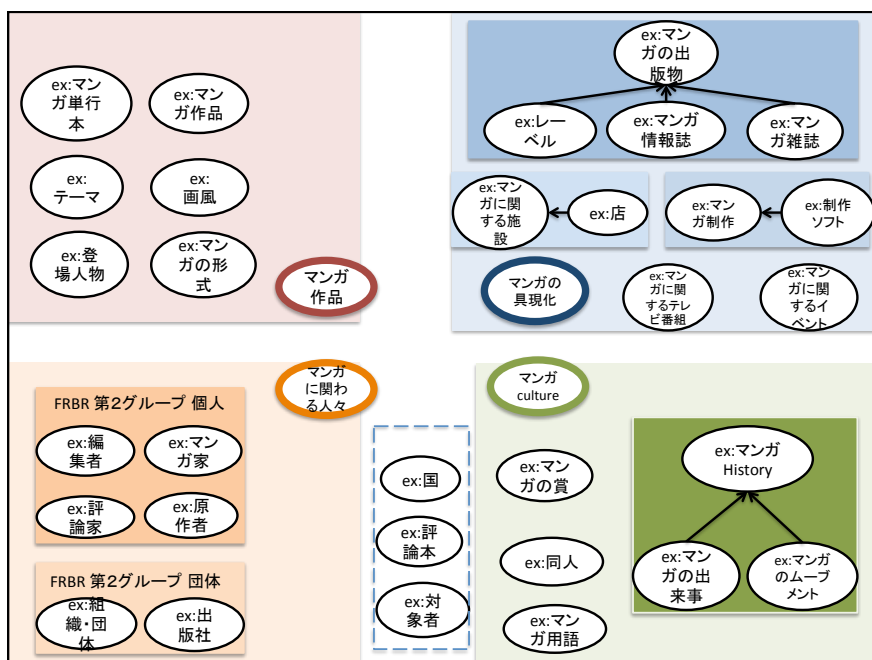 ex:マン
ガ単行
本
ex:マン
ガ作品
ex:
テーマ
ex:
画風
ex:登
場人物
ex:マン
ガの形
式
マンガ
作品
ex:マン
ガの出
版物
ex:レー
ベル
ex:マンガ
情報誌
ex:マン
ガ雑誌
ex:マン
ガに関
する施
設
ex:店
ex:マン
ガ制作
ex:制作
ソフト
マンガの
具現化
ex:マン
ガに関す
るテレ
ビ番組
ex:マン
ガに関
するイ
ベント
FRBR 第2グループ 個人
ex:編
集者
ex:マン
ガ家
ex:評
論家
ex:原
作者
FRBR 第2グループ 団体
ex:組
織・団
体
ex:出
版社
マンガ
に関わ
る人々
ex:国
ex:評
論本
ex:対
象者
マンガ
culture
ex:マン
ガの賞
ex:同人
ex:マン
ガ用語
ex:マンガ
History
ex:マン
ガの出
来事
ex:マンガ
のムーブ
メント